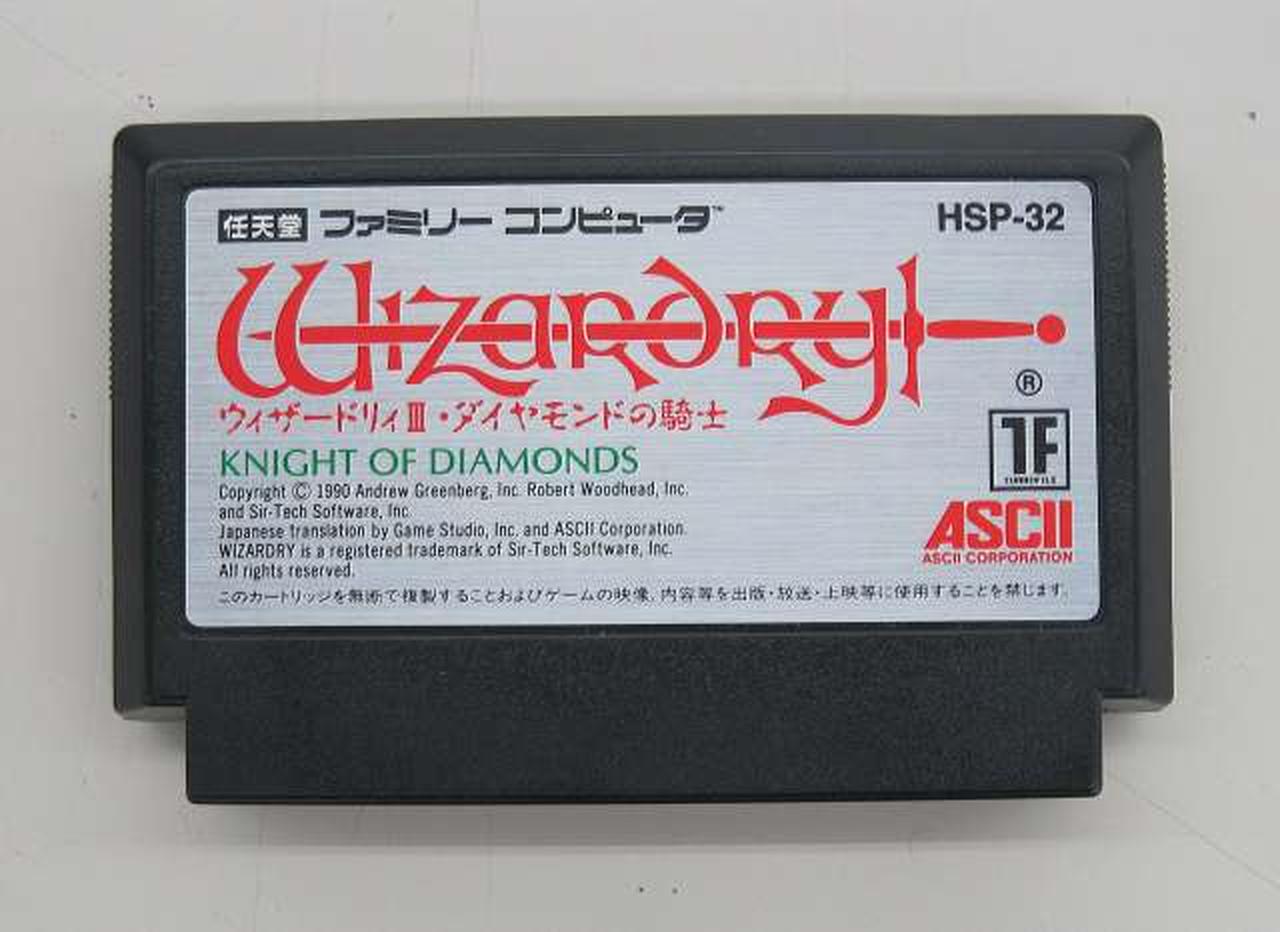 任天堂 ファミリー コンピュータ™
HSP-32
Wizardry
®
ウィザードリィⅢ・ダイヤモンドの騎士
KNIGHT OF DIAMONDS
1F
Copyright © 1990 Andrew Greenberg, Inc. Robert Woodhead, Inc.
and Sir-Tech Software, Inc.
Japanese translation by Game Studio, Inc. and ASCII Corporation.
WIZARDRY is a registered trademark of Sir-Tech Software, Inc.
All rights reserved.
ASCII
ASCII CORPORATION
このカートリッジを無断で複製することおよびゲームの映像, 内容等を出版・放送・上映等に使用することを禁じます。